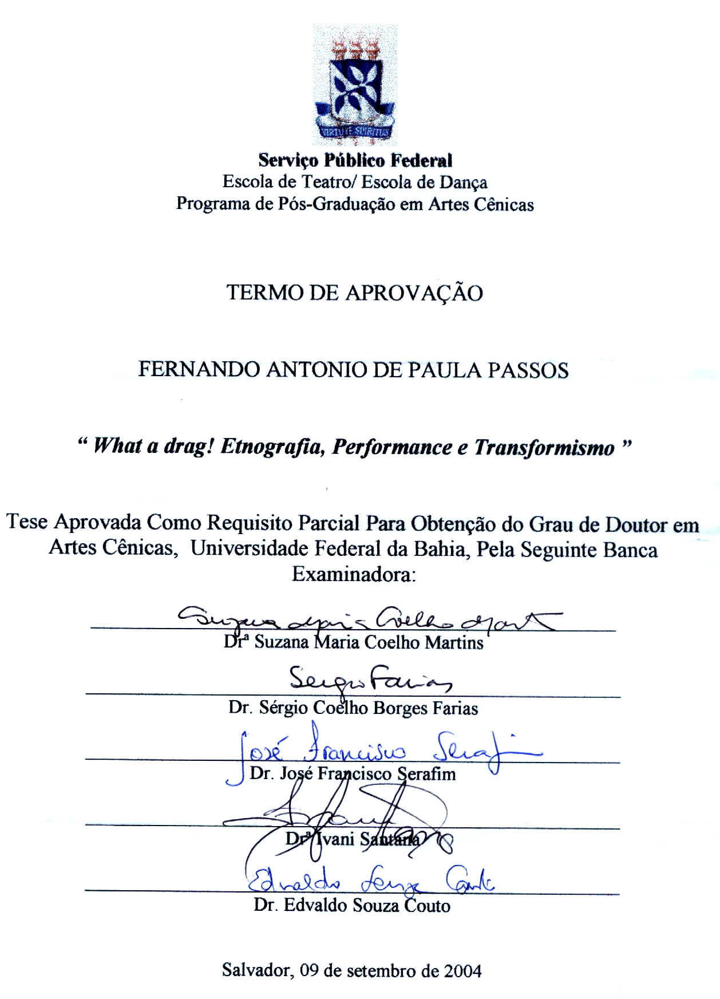 VIRTUTE SPIRITUS
Serviço Público Federal
Escola de Teatro/ Escola de Dança
Programa de Pós-Graduação em Artes Cênicas
TERMO DE APROVAÇÃO
FERNANDO ANTONIO DE PAULA PASSOS
“ What a drag! Etnografia, Performance e Transformismo ”
Tese Aprovada Como Requisito Parcial Para Obtenção do Grau de Doutor em
Artes Cênicas, Universidade Federal da Bahia, Pela Seguinte Banca
Examinadora:
Suzana Maria Coelho Mart
Drª Suzana Maria Coelho Martins
Sergio Farias
Dr. Sérgio Coelho Borges Farias
José Francisco Serafim
Dr. José Francisco Serafim
Drª Ivani Santana
Edvaldo Souza Couto
Dr. Edvaldo Souza Couto
Salvador, 09 de setembro de 2004